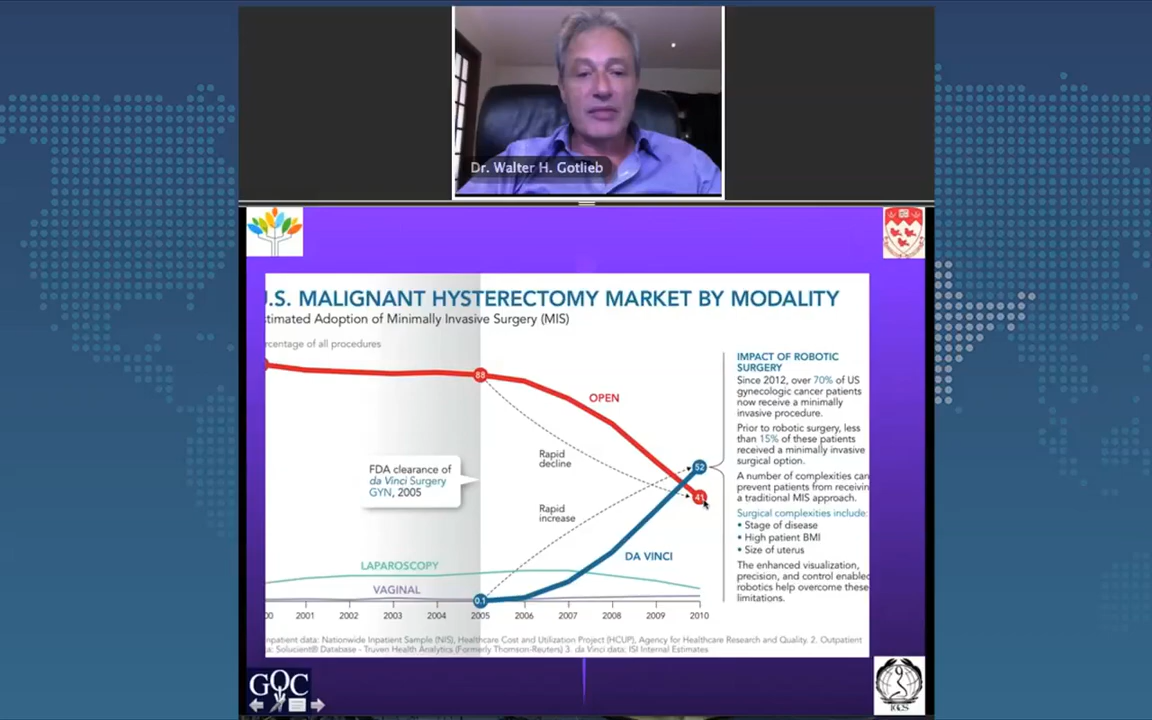 Dr. Walter H. Gotlieb
.S. MALIGNANT HYSTERECTOMY MARKET BY MODALITY
stimated Adoption of Minimally Invasive Surgery (MIS)
rcentage of all procedures
88
OPEN
FDA clearance of
da Vinci Surgery
GYN, 2005
Rapid
decline
Rapid
increase
52
41
LAPAROSCOPY
VAGINAL
DA VINCI
0.1
00 2001 2002 2003 2004 2005 2006 2007 2008 2009 2010
IMPACT OF ROBOTIC
SURGERY
Since 2012, over 70% of US
gynecologic cancer patients
now receive a minimally
invasive procedure.
Prior to robotic surgery, less
than 15% of these patients
received a minimally invasive
surgical option.
A number of complexities can
prevent patients from receivin
a traditional MIS approach.
Surgical complexities include:
• Stage of disease
• High patient BMI
• Size of uterus
The enhanced visualization,
precision, and control enable
robotics help overcome these
limitations.
npatient data: Nationwide Inpatient Sample (NIS), Healthcare Cost and Utilization Project (HCUP), Agency for Healthcare Research and Quality. 2. Outpatient
a: Solucient® Database - Truven Health Analytics (Formerly Thomson-Reuters) 3. da Vinci data: ISI Internal Estimates
GOC
IGCS